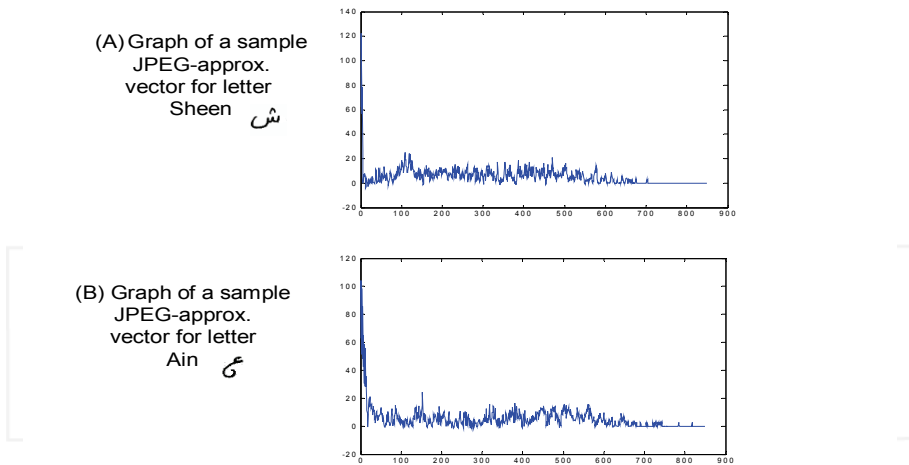 (A) Graph of a sample
JPEG-approx.
vector for letter
Sheen ش
140
120
100
80
60
40
20
0
-20
0 100 200 300 400 500 600 700 800 900
(B) Graph of a sample
JPEG-approx.
vector for letter
Ain ع
120
100
80
60
40
20
0
-20
0 100 200 300 400 500 600 700 800 900